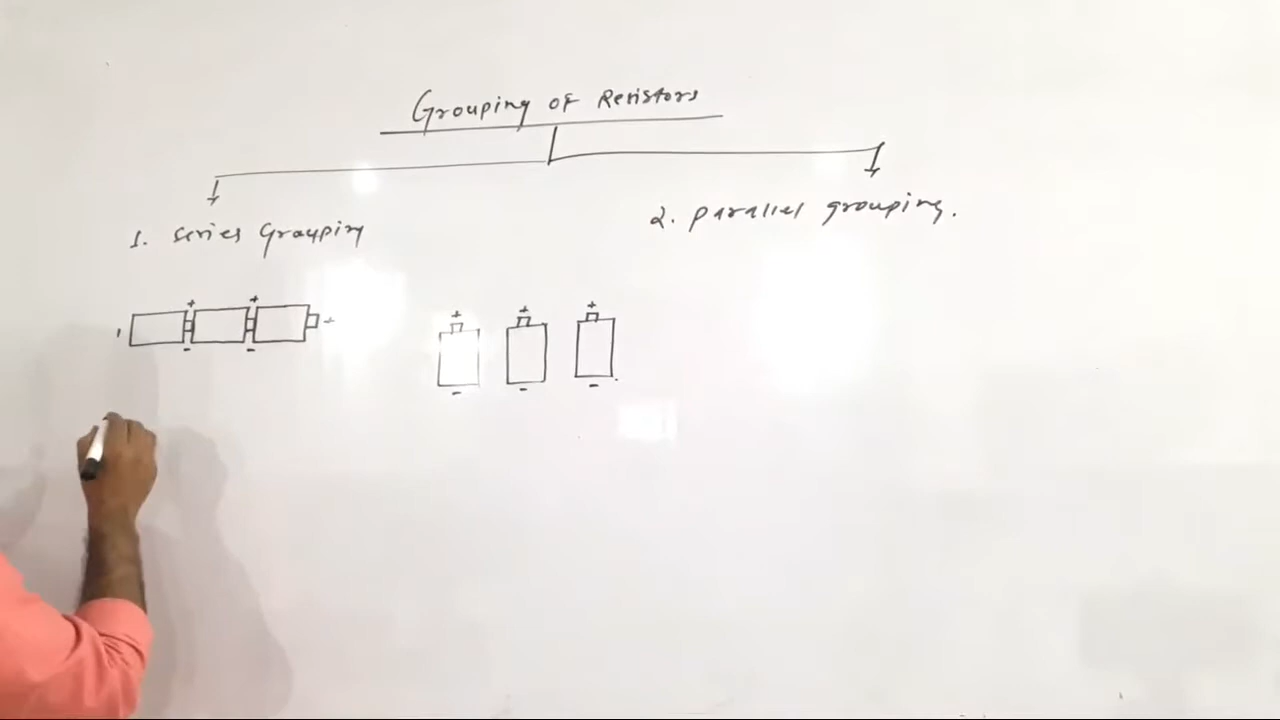 Grouping of Resistors
1. Series Grouping
2. parallel grouping.
+ +
- +
- -
+ + +
- - -